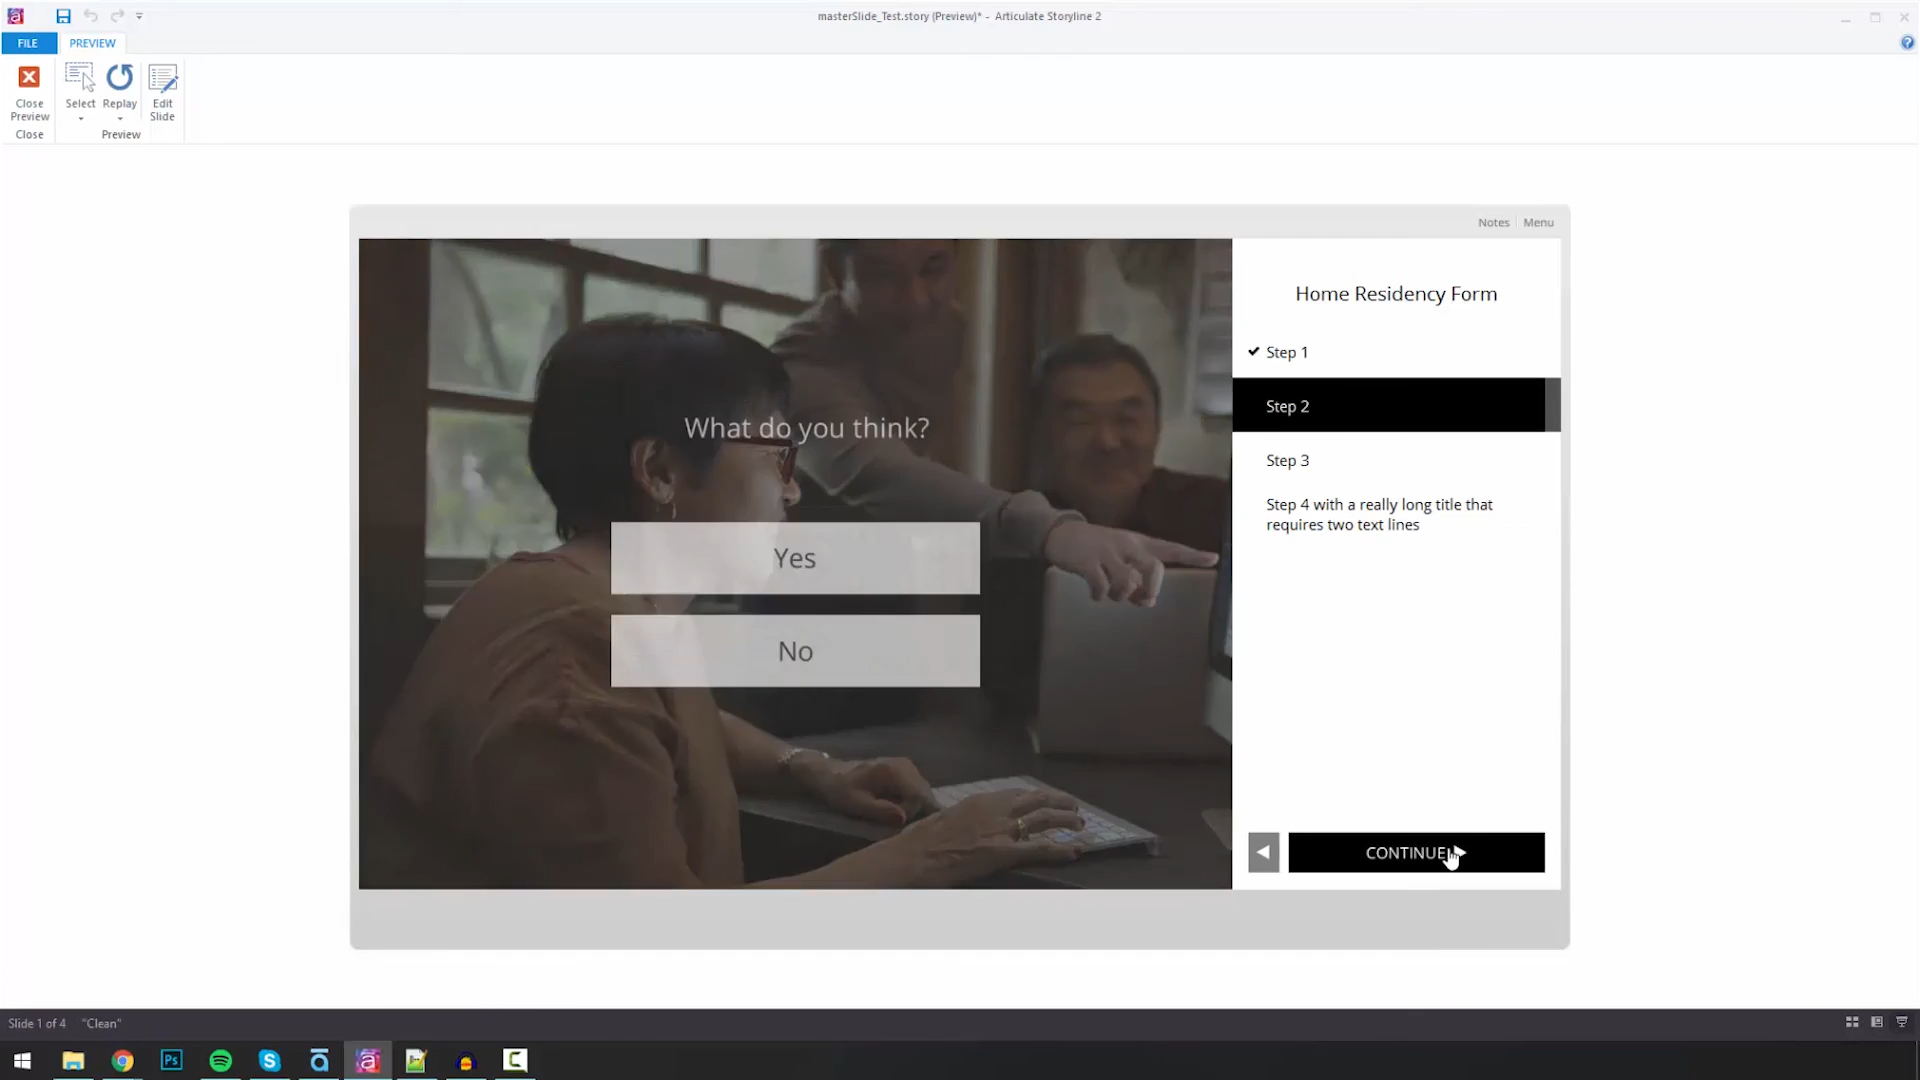 masterSlide_Test.story (Preview)* - Articulate Storyline 2
FILE
PREVIEW
Close
Preview
Select
Replay
Edit
Slide
Close
Preview
Notes
Menu
Home Residency Form
Step 1
Step 2
Step 3
Step 4 with a really long title that
requires two text lines
What do you think?
Yes
No
CONTINUE
Slide 1 of 4
"Clean"
Ps